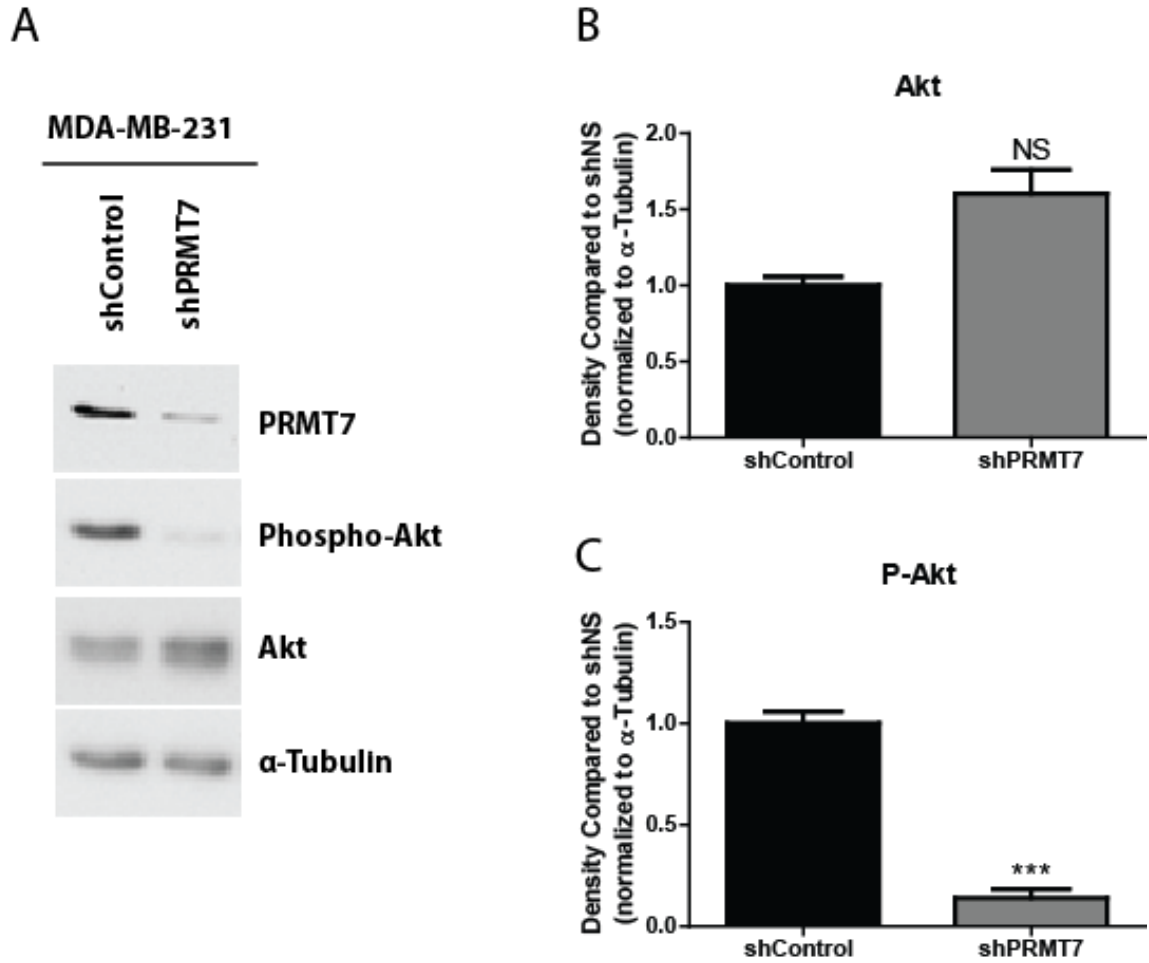 A
MDA-MB-231
shControl
shPRMT7
PRMT7
Phospho-Akt
Akt
α-Tubulin
B
Akt
Density Compared to shNS
(normalized to α-Tubulin)
2.0
1.5
1.0
0.5
0.0
NS
shControl
shPRMT7
C
P-Akt
Density Compared to shNS
(normalized to α-Tubulin)
1.5
1.0
0.5
0.0
***
shControl
shPRMT7